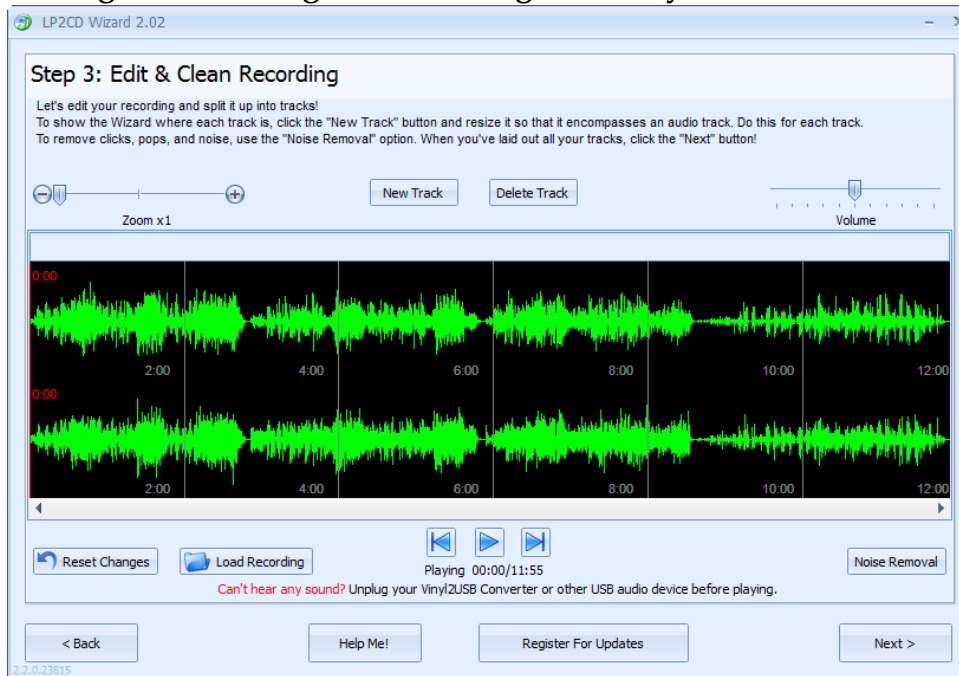 LP2CD Wizard 2.02
Step 3: Edit & Clean Recording
Let's edit your recording and split it up into tracks!
To show the Wizard where each track is, click the "New Track" button and resize it so that it encompasses an audio track. Do this for each track.
To remove clicks, pops, and noise, use the "Noise Removal" option. When you've laid out all your tracks, click the "Next" button!
New Track Delete Track
Zoom x1 Volume
0:00
2:00 4:00 6:00 8:00 10:00 12:00
0:00
2:00 4:00 6:00 8:00 10:00 12:00
Reset Changes Load Recording Noise Removal
Playing 00:00/11:55
Can't hear any sound? Unplug your Vinyl2USB Converter or other USB audio device before playing.
< Back Help Me! Register For Updates Next >
2.2.0.23815